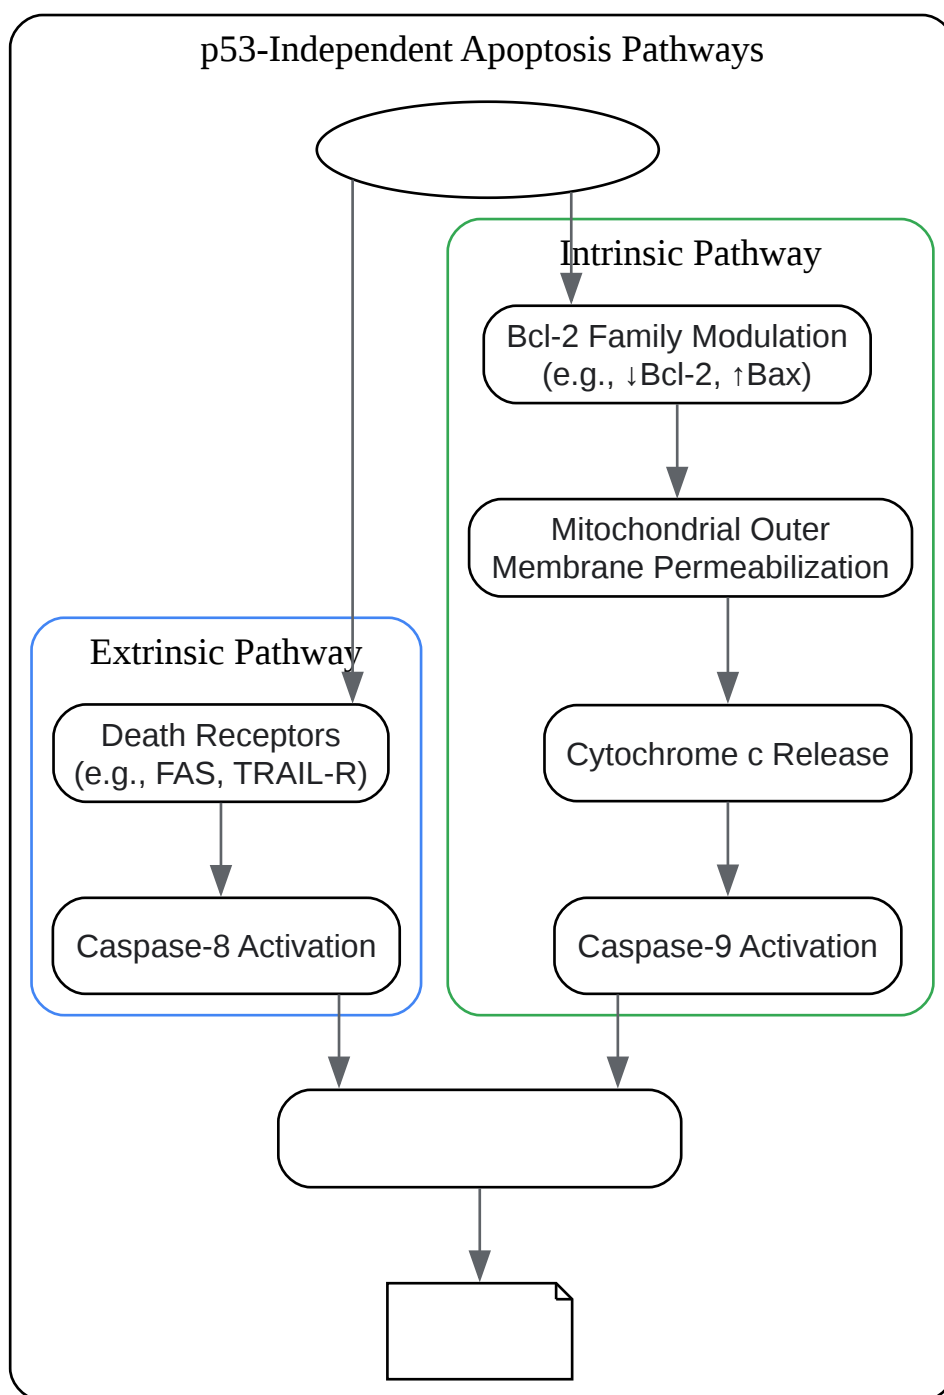 p53-Independent Apoptosis Pathways
Intrinsic Pathway
Bcl-2 Family Modulation
(e.g., ↓Bcl-2, ↑Bax)
Mitochondrial Outer
Membrane Permeabilization
Extrinsic Pathway
Death Receptors
(e.g., FAS, TRAIL-R)
Cytochrome c Release
Caspase-8 Activation
Caspase-9 Activation